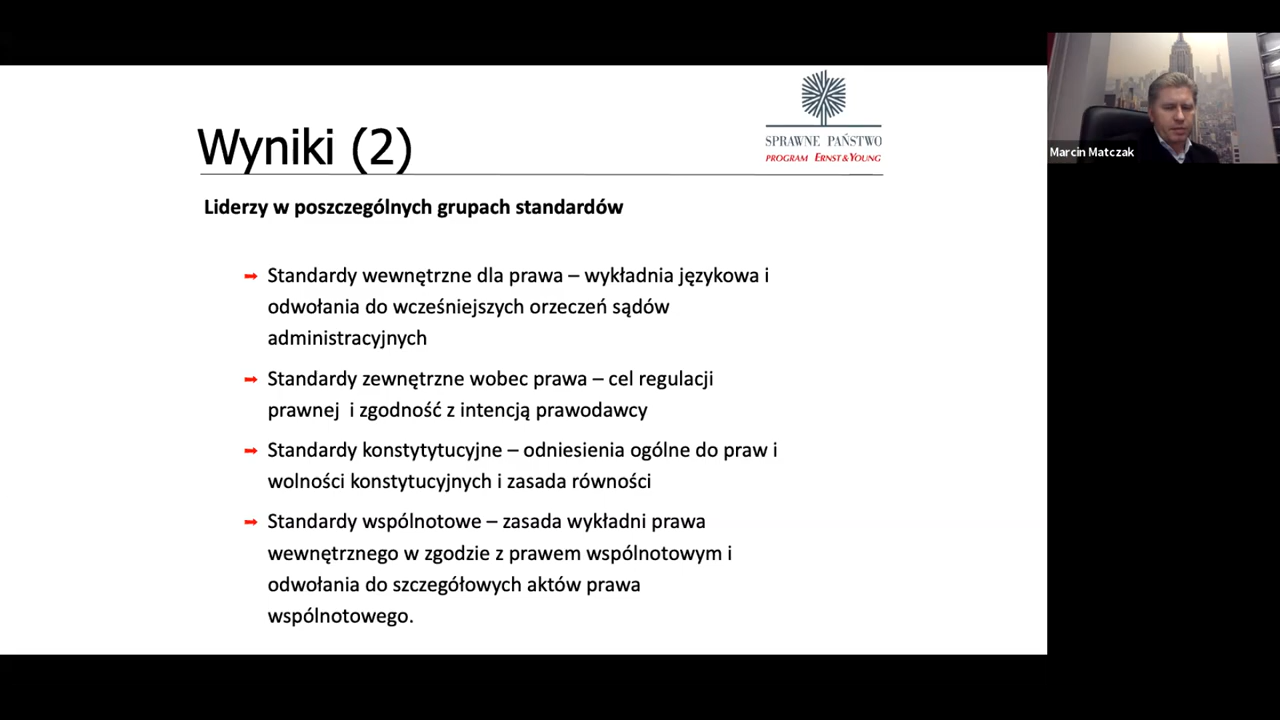 Wyniki (2)
SPRAWNE PAŃSTWO
PROGRAM ERNST & YOUNG
Liderzy w poszczególnych grupach standardów
Standardy wewnętrzne dla prawa – wykładnia językowa i
odwołania do wcześniejszych orzeczeń sądów
administracyjnych
Standardy zewnętrzne wobec prawa – cel regulacji
prawnej i zgodność z intencją prawodawcy
Standardy konstytytucyjne – odniesienia ogólne do praw i
wolności konstytucyjnych i zasada równości
Standardy wspólnotowe – zasada wykładni prawa
wewnętrznego w zgodzie z prawem wspólnotowym i
odwołania do szczegółowych aktów prawa
wspólnotowego.
Marcin Matczak